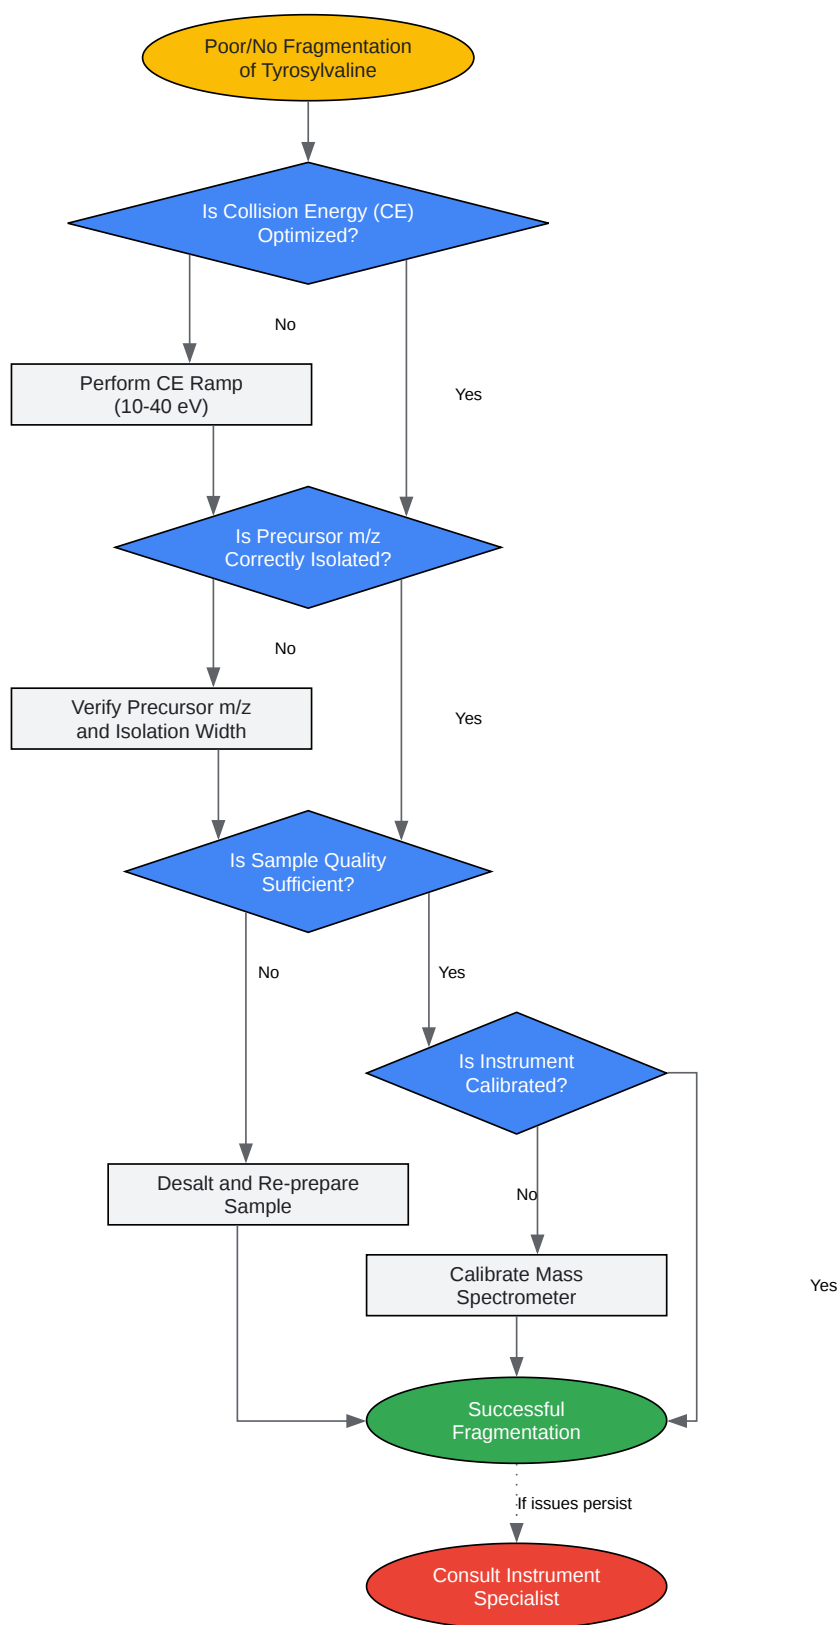 Poor/No Fragmentation
of Tyrosylvaline
Is Collision Energy (CE)
Optimized?
No
Perform CE Ramp
(10-40 eV)
Yes
Is Precursor m/z
Correctly Isolated?
No
Verify Precursor m/z
and Isolation Width
Yes
Is Sample Quality
Sufficient?
No
Yes
Is Instrument
Calibrated?
Desalt and Re-prepare
Sample
No
Calibrate Mass
Spectrometer
Yes
Successful
Fragmentation
If issues persist
Consult Instrument
Specialist